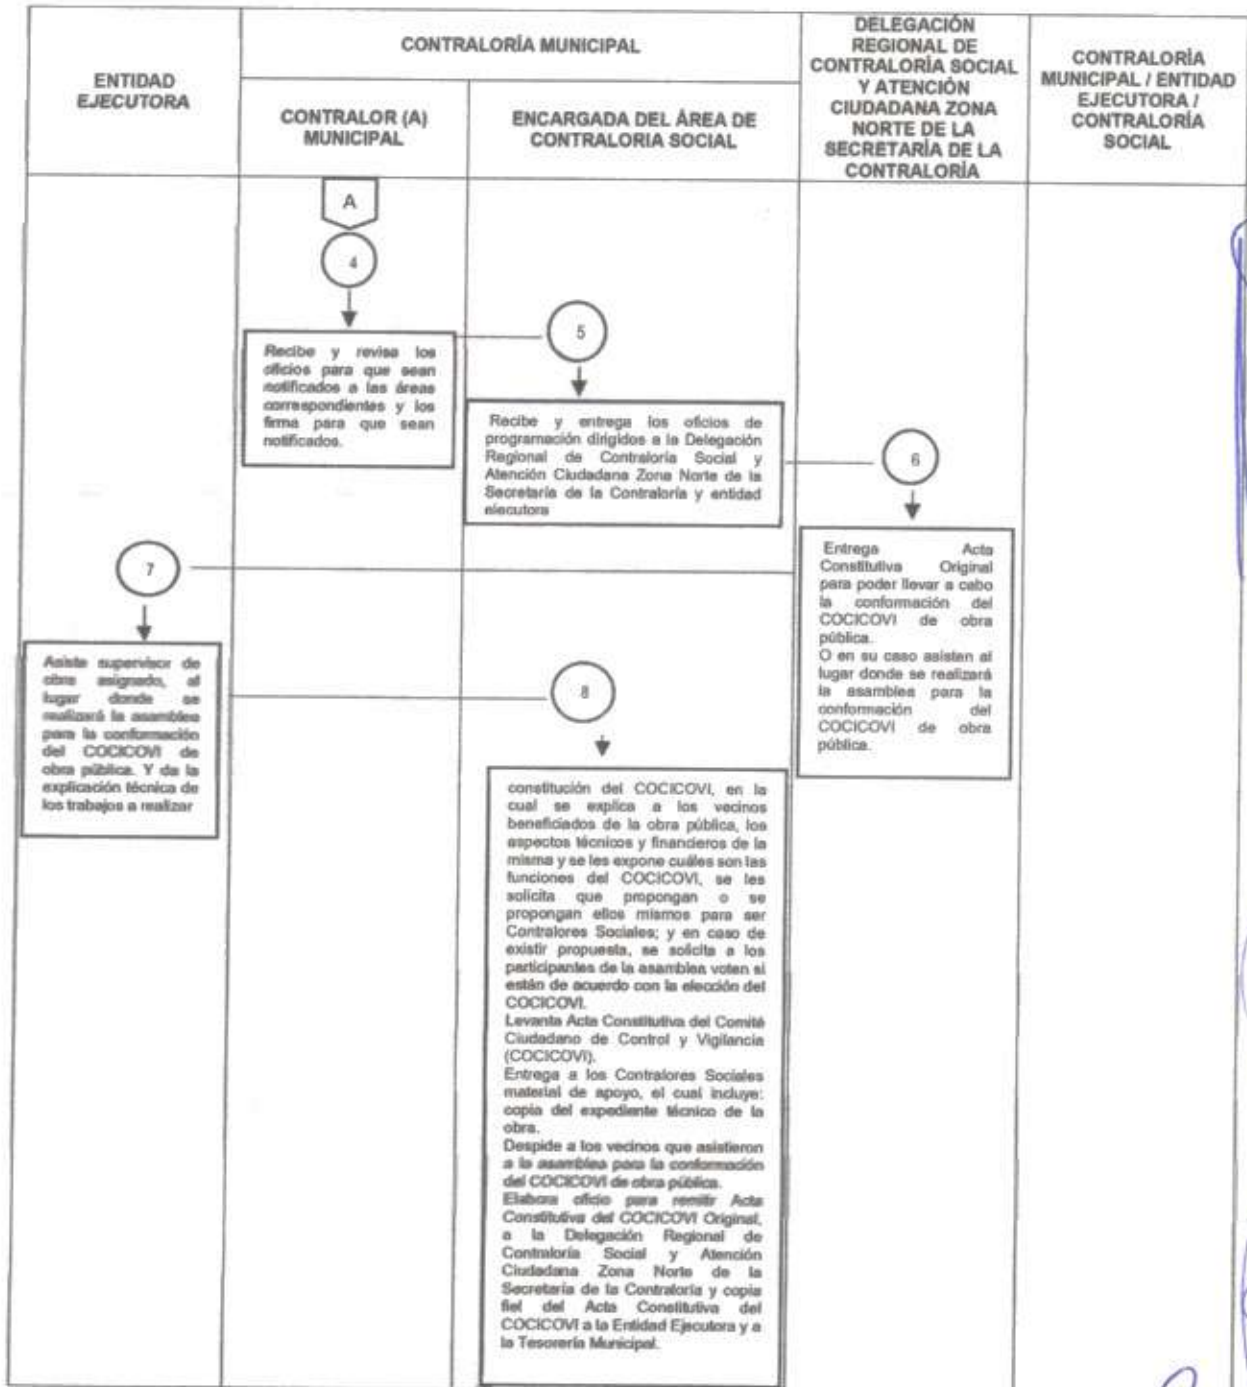 ENTIDAD
EJECUTORA
CONTRALORÍA MUNICIPAL
CONTRALOR (A)
MUNICIPAL
ENCARGADA DEL ÁREA DE
CONTRALORIA SOCIAL
DELEGACIÓN
REGIONAL DE
CONTRALORÍA SOCIAL
Y ATENCIÓN
CIUDADANA ZONA
NORTE DE LA
SECRETARÍA DE LA
CONTRALORÍA
CONTRALORÍA
MUNICIPAL / ENTIDAD
EJECUTORA /
CONTRALORÍA
SOCIAL
A
4
Recibe y revisa los
oficios para que sean
notificados a las áreas
correspondientes y los
firma para que sean
notificados.
5
Recibe y entrega los oficios de
programación dirigidos a la Delegación
Regional de Contraloría Social y
Atención Ciudadana Zona Norte de la
Secretaría de la Contraloría y entidad
ejecutora
6
Entrega Acta
Constitutiva Original
para poder llevar a cabo
la conformación del
COCICOVI de obra
pública.
O en su caso asisten al
lugar donde se realizará
la asamblea para la
conformación del
COCICOVI de obra
pública.
7
Asiste supervisor de
obra asignado, al
lugar donde se
realizará la asamblea
para la conformación
del COCICOVI de
obra pública. Y da la
explicación técnica de
los trabajos a realizar
8
constitución del COCICOVI, en la
cual se explica a los vecinos
beneficiados de la obra pública, los
aspectos técnicos y financieros de la
misma y se les expone cuáles son las
funciones del COCICOVI, se les
solicita que propongan o se
propongan ellos mismos para ser
Contralores Sociales; y en caso de
existir propuesta, se solicita a los
participantes de la asamblea voten si
están de acuerdo con la elección del
COCICOVI.
Levanta Acta Constitutiva del Comité
Ciudadano de Control y Vigilancia
(COCICOVI).
Entrega a los Contralores Sociales
material de apoyo, el cual incluye:
copia del expediente técnico de la
obra.
Despide a los vecinos que asistieron
a la asamblea para la conformación
del COCICOVI de obra pública.
Elabora oficio para remitir Acta
Constitutiva del COCICOVI Original,
a la Delegación Regional de
Contraloría Social y Atención
Ciudadana Zona Norte de la
Secretaría de la Contraloría y copia
fiel del Acta Constitutiva del
COCICOVI a la Entidad Ejecutora y a
la Tesorería Municipal.